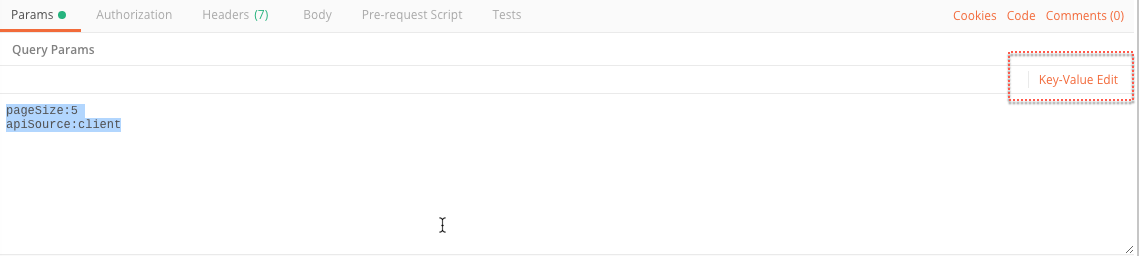 Params Authorization Headers (7) Body Pre-request Script Tests Cookies Code Comments (0)
Query Params
Key-Value Edit
pageSize:5
apiSource:client